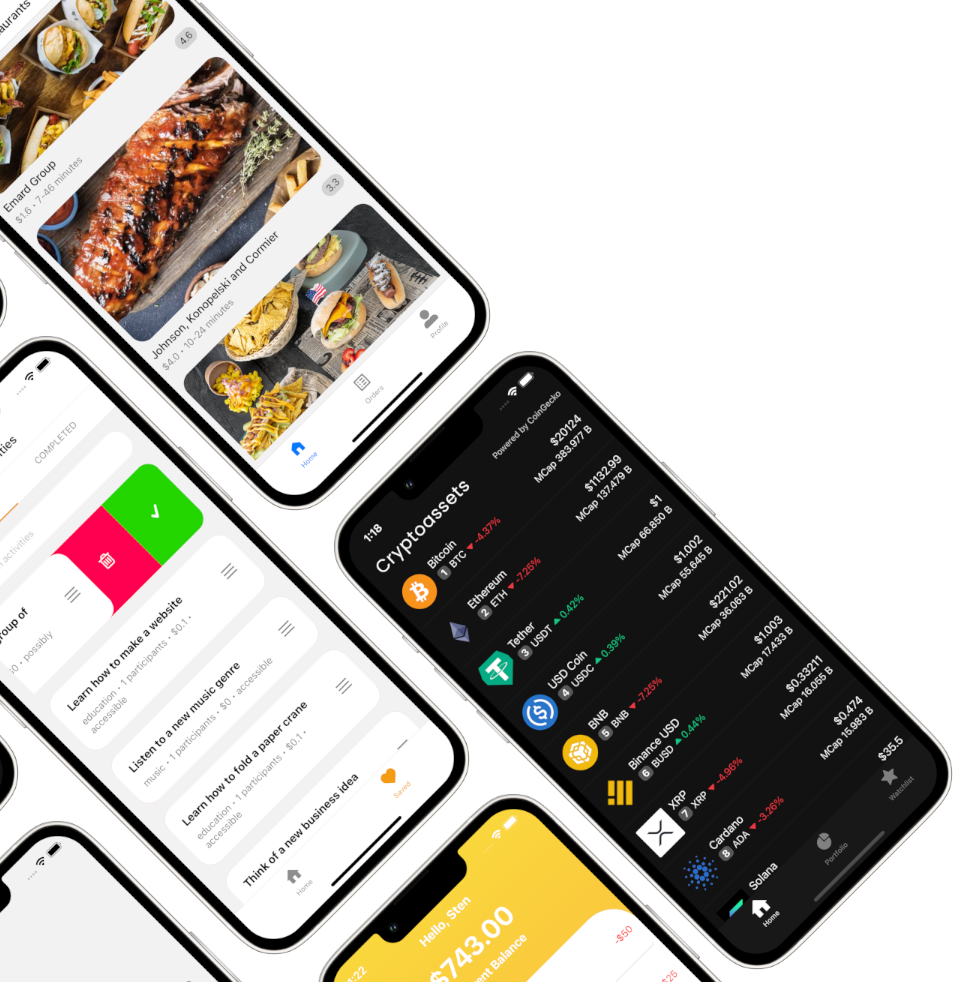 4.6
Emard Group
$1.6 • 7-46 minutes
3.3
Johnson, Konopelski and Cormier
$4.0 • 10-24 minutes
Home
Orders
Profile
COMPLETED
activities
group of
$0 • possibly
Learn how to make a website
education • 1 participants • $0.1 •
accessible
Listen to a new music genre
music • 1 participants • $0 • accessible
Learn how to fold a paper crane
education • 1 participants • $0.1 •
accessible
Think of a new business idea
Home
Saved
1:18
Cryptoassets
Powered by CoinGecko
Bitcoin
$20124
1 BTC -4.37%
MCap 383.977 B
Ethereum
$1132.99
2 ETH -7.25%
MCap 137.479 B
Tether
$1
3 USDT 0.42%
MCap 66.850 B
USD Coin
$1.002
4 USDC 0.39%
MCap 55.645 B
BNB
$221.02
5 BNB -7.25%
MCap 36.063 B
Binance USD
$1.003
6 BUSD 0.44%
MCap 17.433 B
XRP
$0.33211
7 XRP -4.96%
MCap 16.055 B
Cardano
$0.474
8 ADA -3.26%
MCap 15.983 B
Solana
$35.5
Home
Portfolio
Watchlist
:22
Hello, Sten
$743.00
Balance
-$50
$25